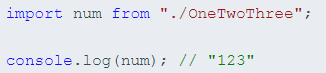 import num from "./OneTwoThree";
console.log(num); // "123"